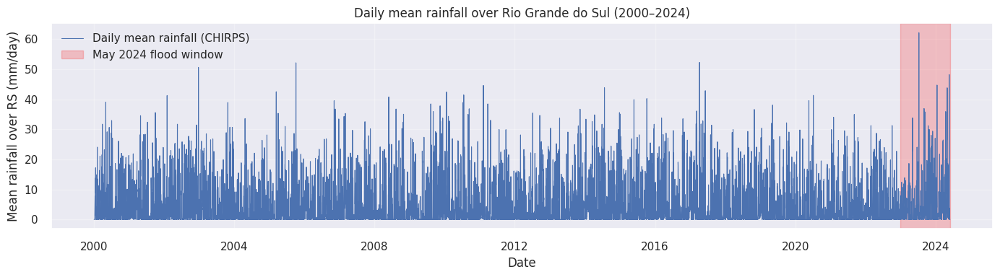 Daily mean rainfall over Rio Grande do Sul (2000–2024)
Daily mean rainfall (CHIRPS)
May 2024 flood window
Mean rainfall over RS (mm/day)
60
50
40
30
20
10
0
2000 2004 2008 2012 2016 2020 2024
Date